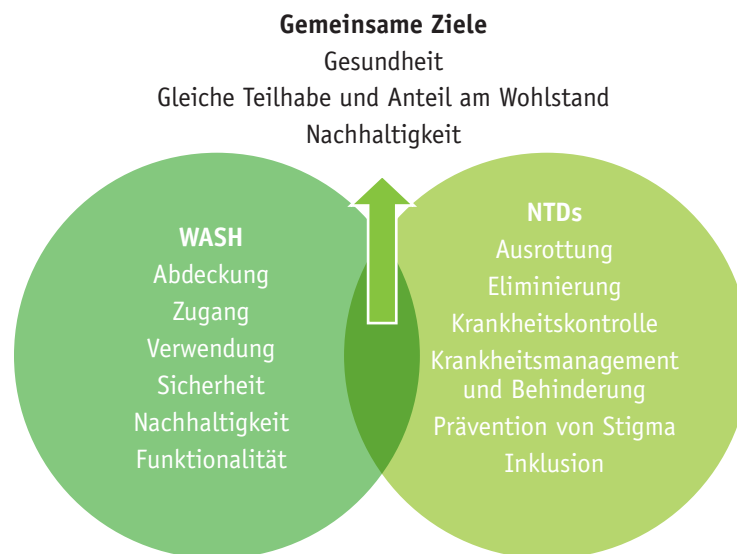 Gemeinsame Ziele
Gesundheit
Gleiche Teilhabe und Anteil am Wohlstand
Nachhaltigkeit
WASH
Abdeckung
Zugang
Verwendung
Sicherheit
Nachhaltigkeit
Funktionalität
NTDs
Ausrottung
Eliminierung
Krankheitskontrolle
Krankheitsmanagement
und Behinderung
Prävention von Stigma
Inklusion